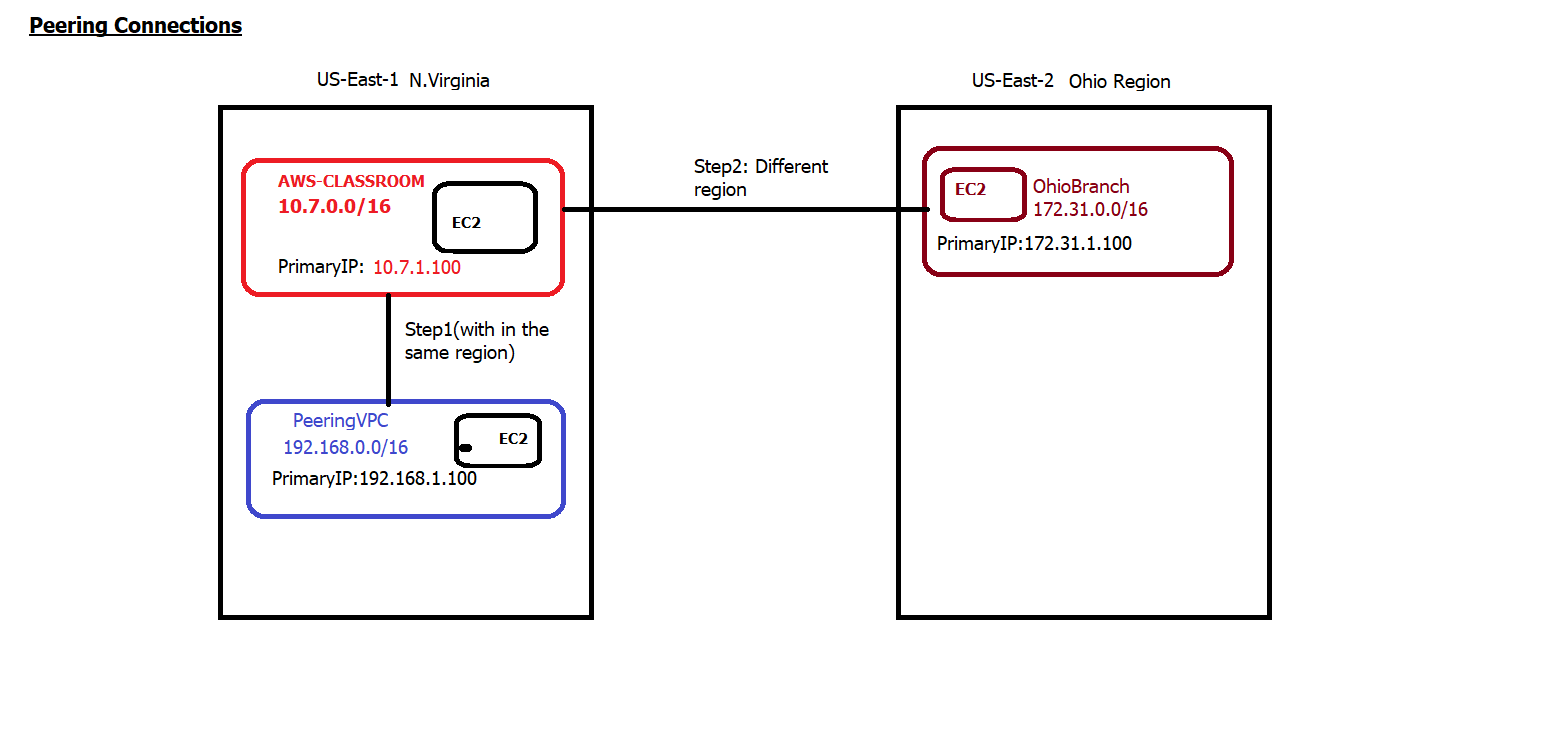 Peering Connections
US-East-1 N.Virginia
AWS-CLASSROOM
10.7.0.0/16
EC2
PrimaryIP: 10.7.1.100
Step1(with in the
same region)
PeeringVPC
192.168.0.0/16
EC2
PrimaryIP:192.168.1.100
Step2: Different
region
US-East-2 Ohio Region
EC2
OhioBranch
172.31.0.0/16
PrimaryIP:172.31.1.100